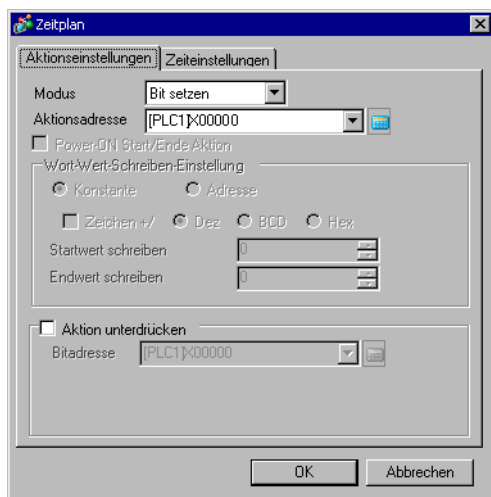 Zeitplan
Aktionseinstellungen Zeiteinstellungen
Modus Bit setzen
Aktionsadresse [PLC1]X00000
Power-ON Start/Ende Aktion
Wort-Wert-Schreiben-Einstellung
Konstante Adresse
Zeichen +/ Dez BCD Hex
Startwert schreiben 0
Endwert schreiben 0
Aktion unterdrücken
Bitadresse [PLC1]X00000
OK Abbrechen